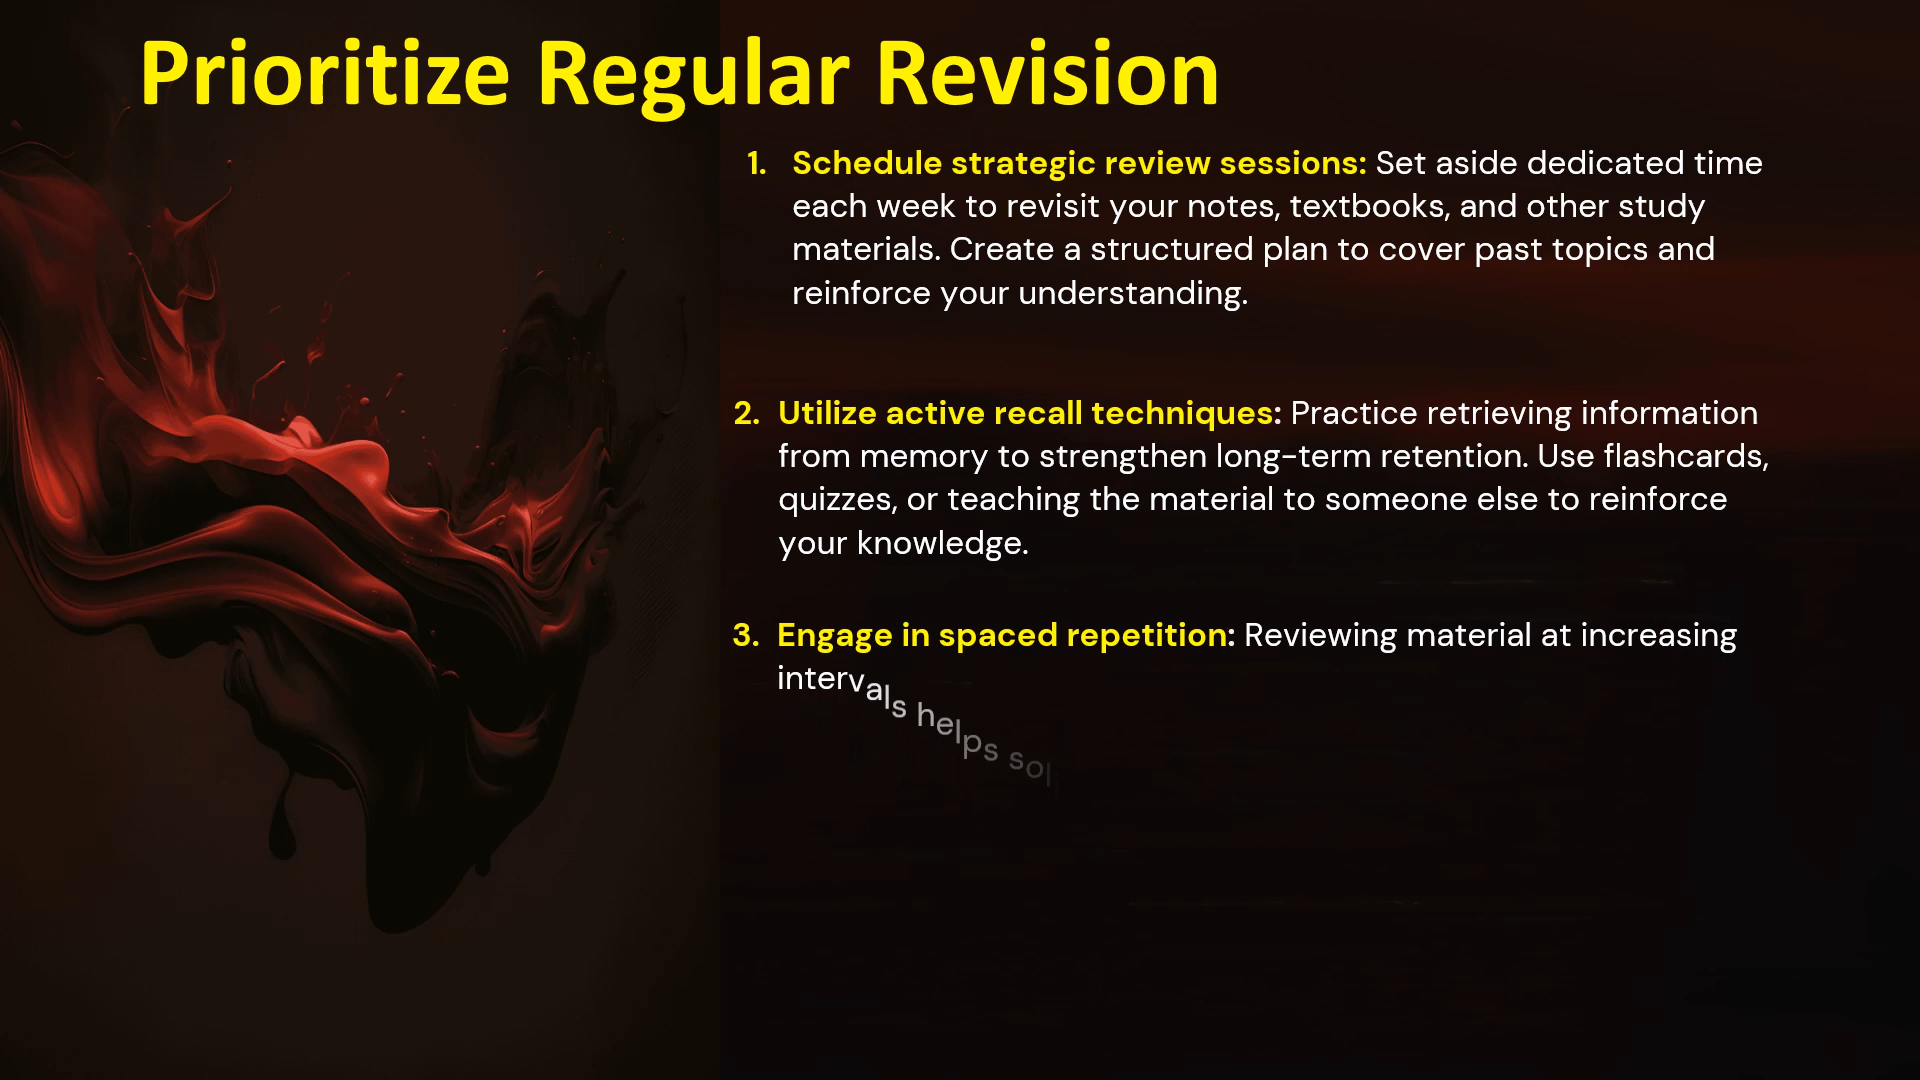 Prioritize Regular Revision
1. Schedule strategic review sessions: Set aside dedicated time
each week to revisit your notes, textbooks, and other study
materials. Create a structured plan to cover past topics and
reinforce your understanding.
2. Utilize active recall techniques: Practice retrieving information
from memory to strengthen long-term retention. Use flashcards,
quizzes, or teaching the material to someone else to reinforce
your knowledge.
3. Engage in spaced repetition: Reviewing material at increasing
intervals helps sol